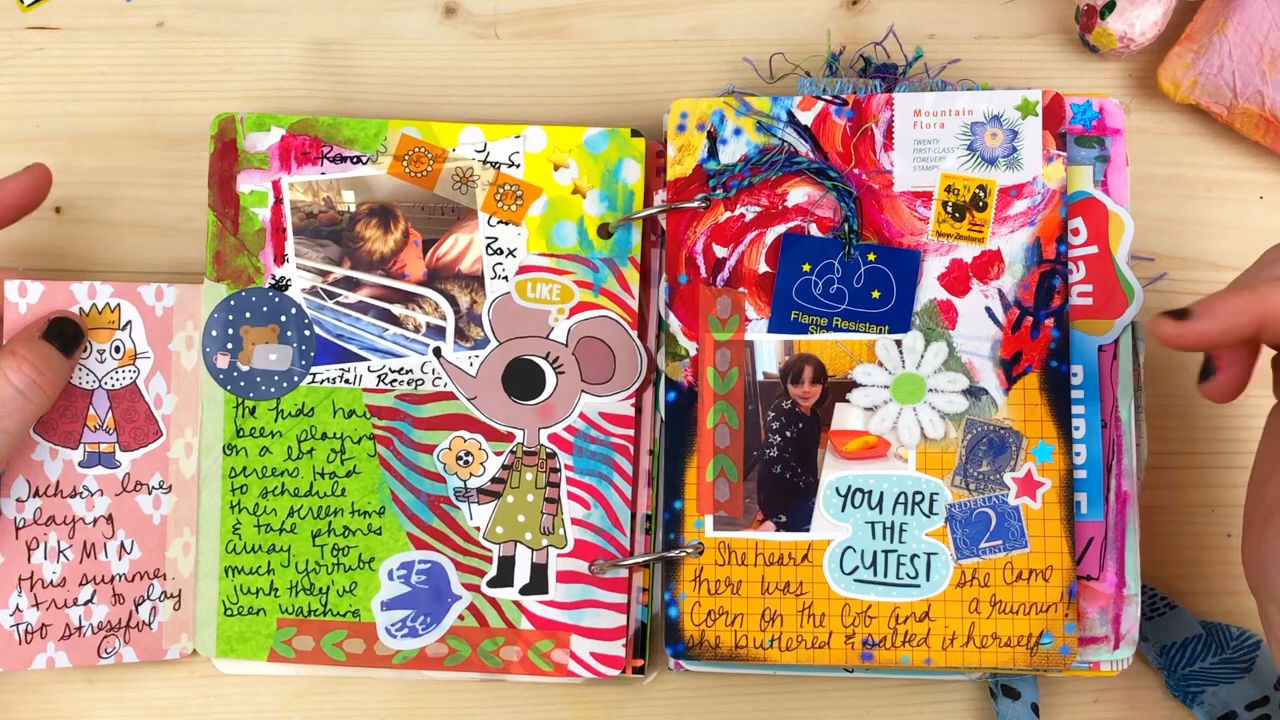 Jackson loves
playing
PIKMIN
this summer.
i tried to play
Too stressful
Remov
Box
LIKE
Install Recep
the kids have
been playing
on a lot of
screens. Had
to schedule
their screen time
& take phones
away. Too
much Youtube
junk they've
been watching
Mountain
Flora
TWENTY
FIRST-CLASS
FOREVER®
STAMPS
4c
New Zealand
Flame Resistant
YOU ARE
THE
CUTEST
NEDERLAND
2
CENT
She heard
there was
Corn on the Cob and
she came
a runnin'!
she buttered & salted it herself
Play
PURPLE